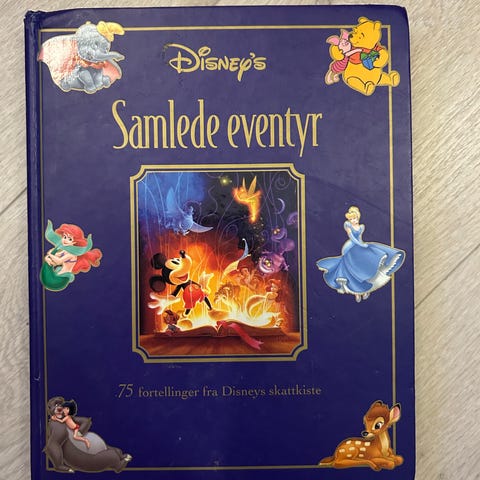 Disney's
Samlede eventyr
75 fortellinger fra Disneys skattkiste